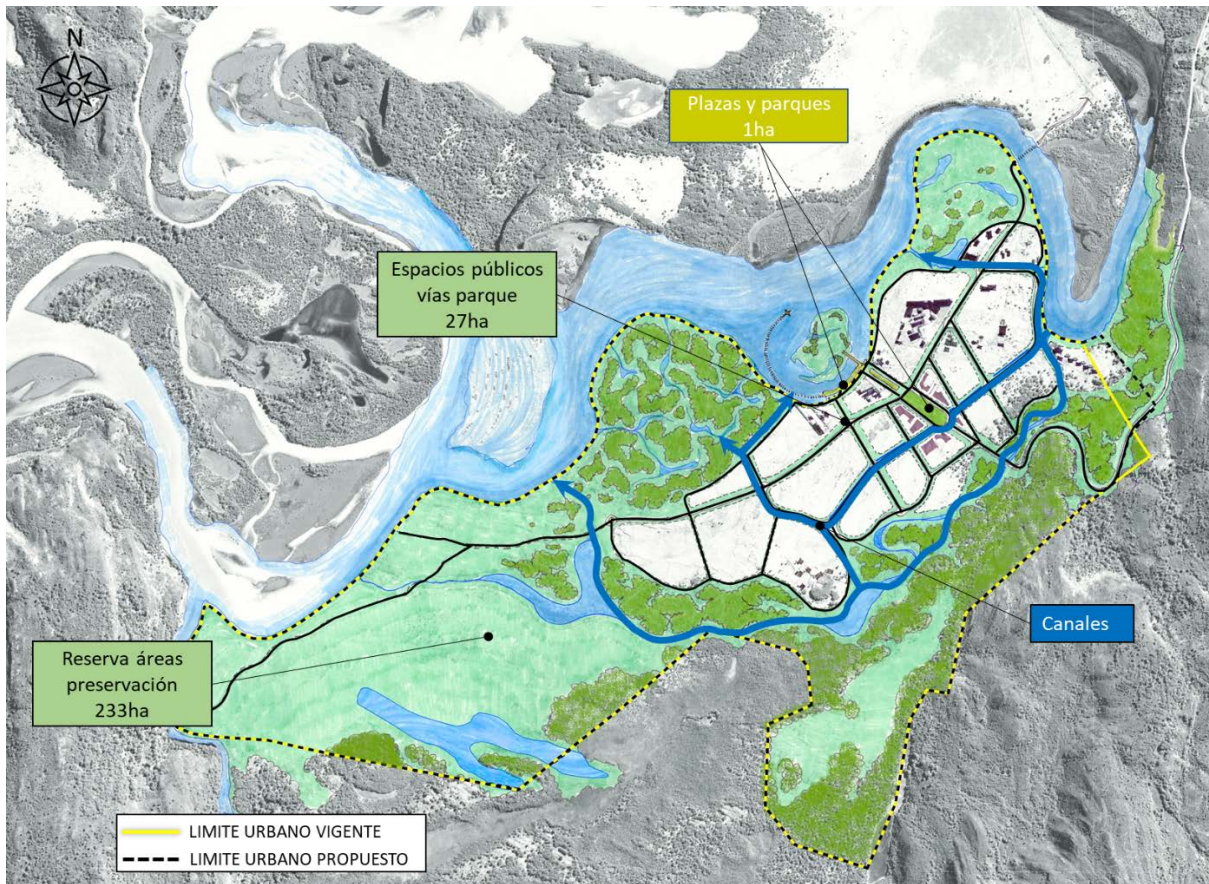 N
Plazas y parques
1ha
Espacios públicos
vías parque
27ha
Canales
Reserva áreas
preservación
233ha
LIMITE URBANO VIGENTE
LIMITE URBANO PROPUESTO